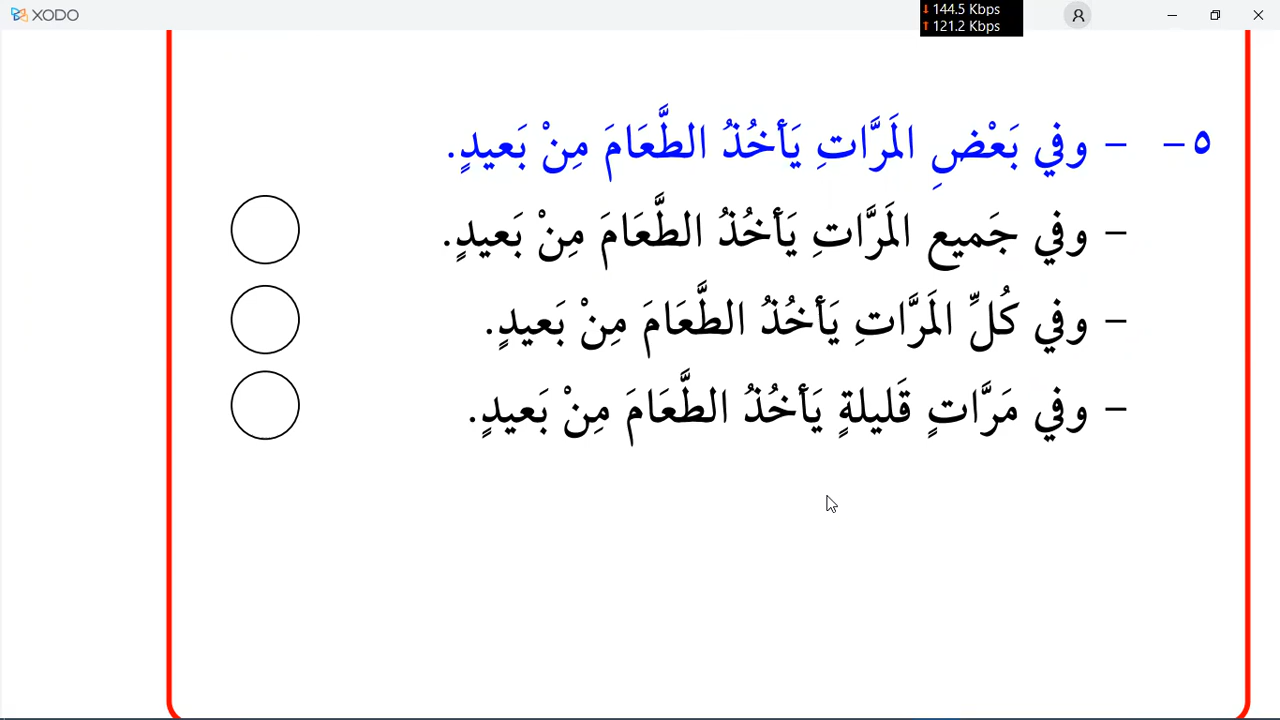 XODO
↓ 144.5 Kbps
↑ 121.2 Kbps
٥- - وفي بَعْضِ المَرَّاتِ يَأخُذُ الطَّعَامَ مِنْ بَعيدٍ.
- وفي جَميع المَرَّاتِ يَأخُذُ الطَّعَامَ مِنْ بَعيدٍ.
- وفي كُلِّ المَرَّاتِ يَأخُذُ الطَّعَامَ مِنْ بَعيدٍ.
- وفي مَرَّاتٍ قَليلةٍ يَأخُذُ الطَّعَامَ مِنْ بَعيدٍ.